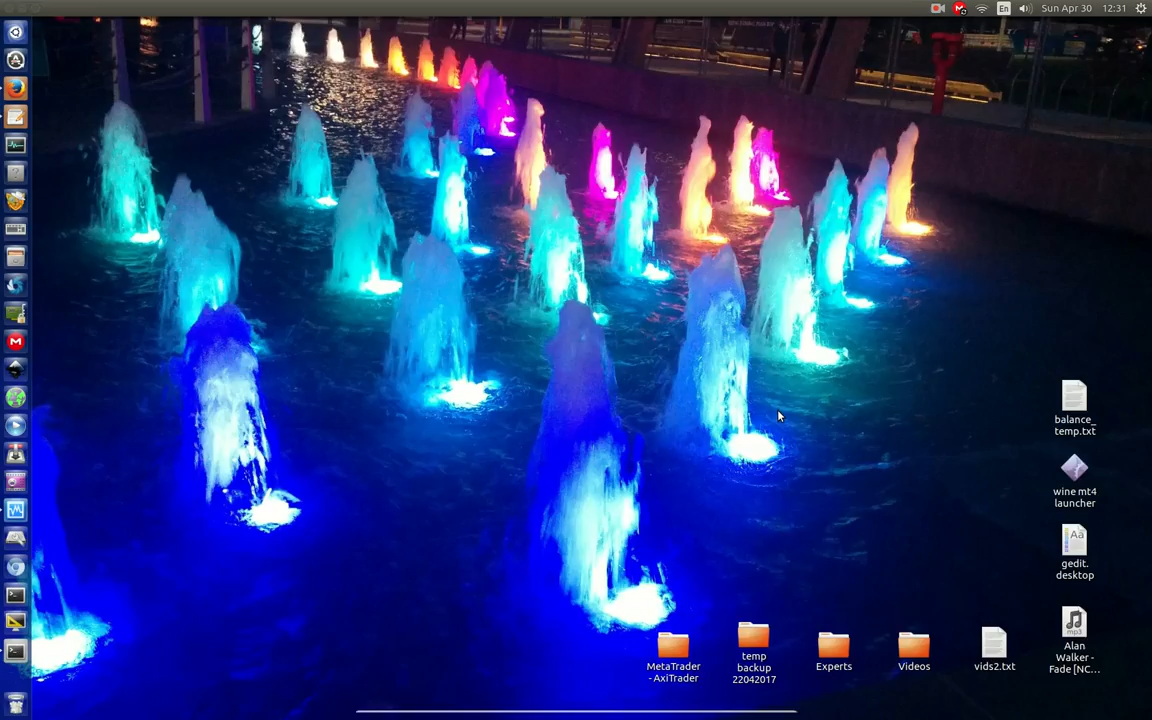 En
Sun Apr 30
12:31
balance_
temp.txt
wine mt4
launcher
gedit.
desktop
Alan
Walker -
Fade [NC...
MetaTrader
- AxiTrader
temp
backup
22042017
Experts
Videos
vids2.txt